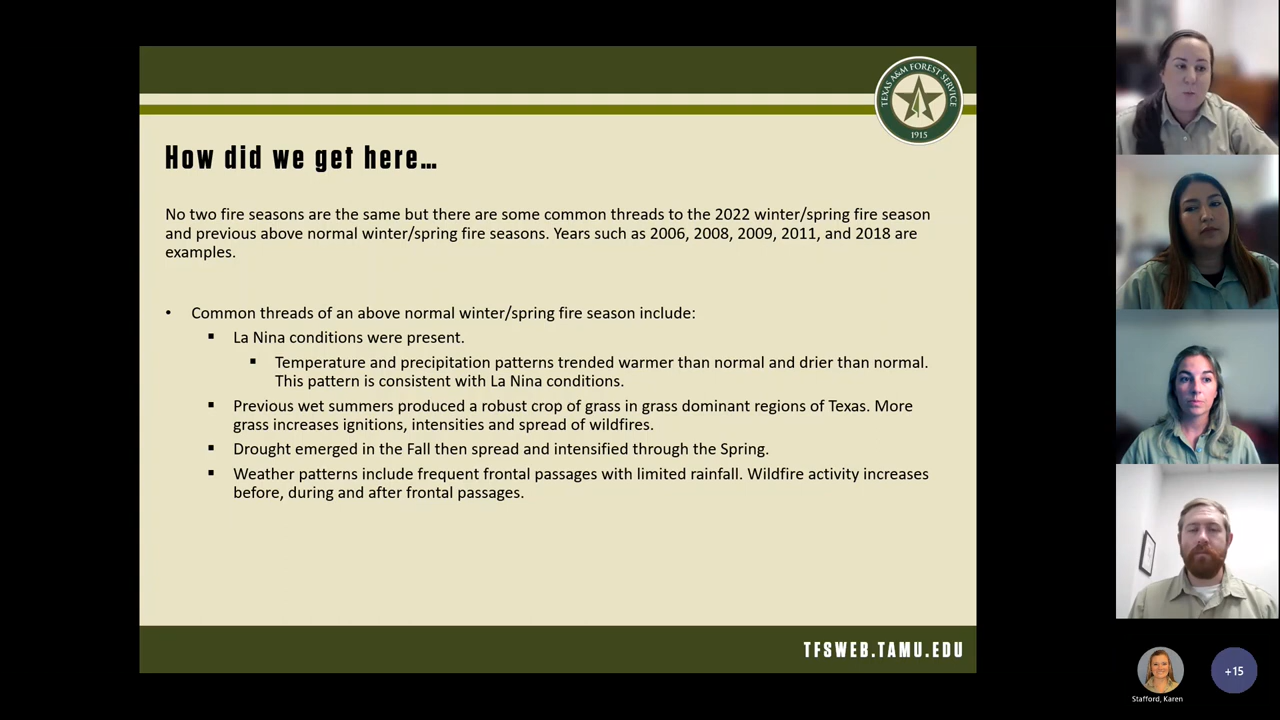 TEXAS A&M FOREST SERVICE
1915
How did we get here…
No two fire seasons are the same but there are some common threads to the 2022 winter/spring fire season
and previous above normal winter/spring fire seasons. Years such as 2006, 2008, 2009, 2011, and 2018 are
examples.
• Common threads of an above normal winter/spring fire season include:
▪ La Nina conditions were present.
▪ Temperature and precipitation patterns trended warmer than normal and drier than normal.
This pattern is consistent with La Nina conditions.
▪ Previous wet summers produced a robust crop of grass in grass dominant regions of Texas. More
grass increases ignitions, intensities and spread of wildfires.
▪ Drought emerged in the Fall then spread and intensified through the Spring.
▪ Weather patterns include frequent frontal passages with limited rainfall. Wildfire activity increases
before, during and after frontal passages.
TFSWEB.TAMU.EDU
+15
Stafford, Karen